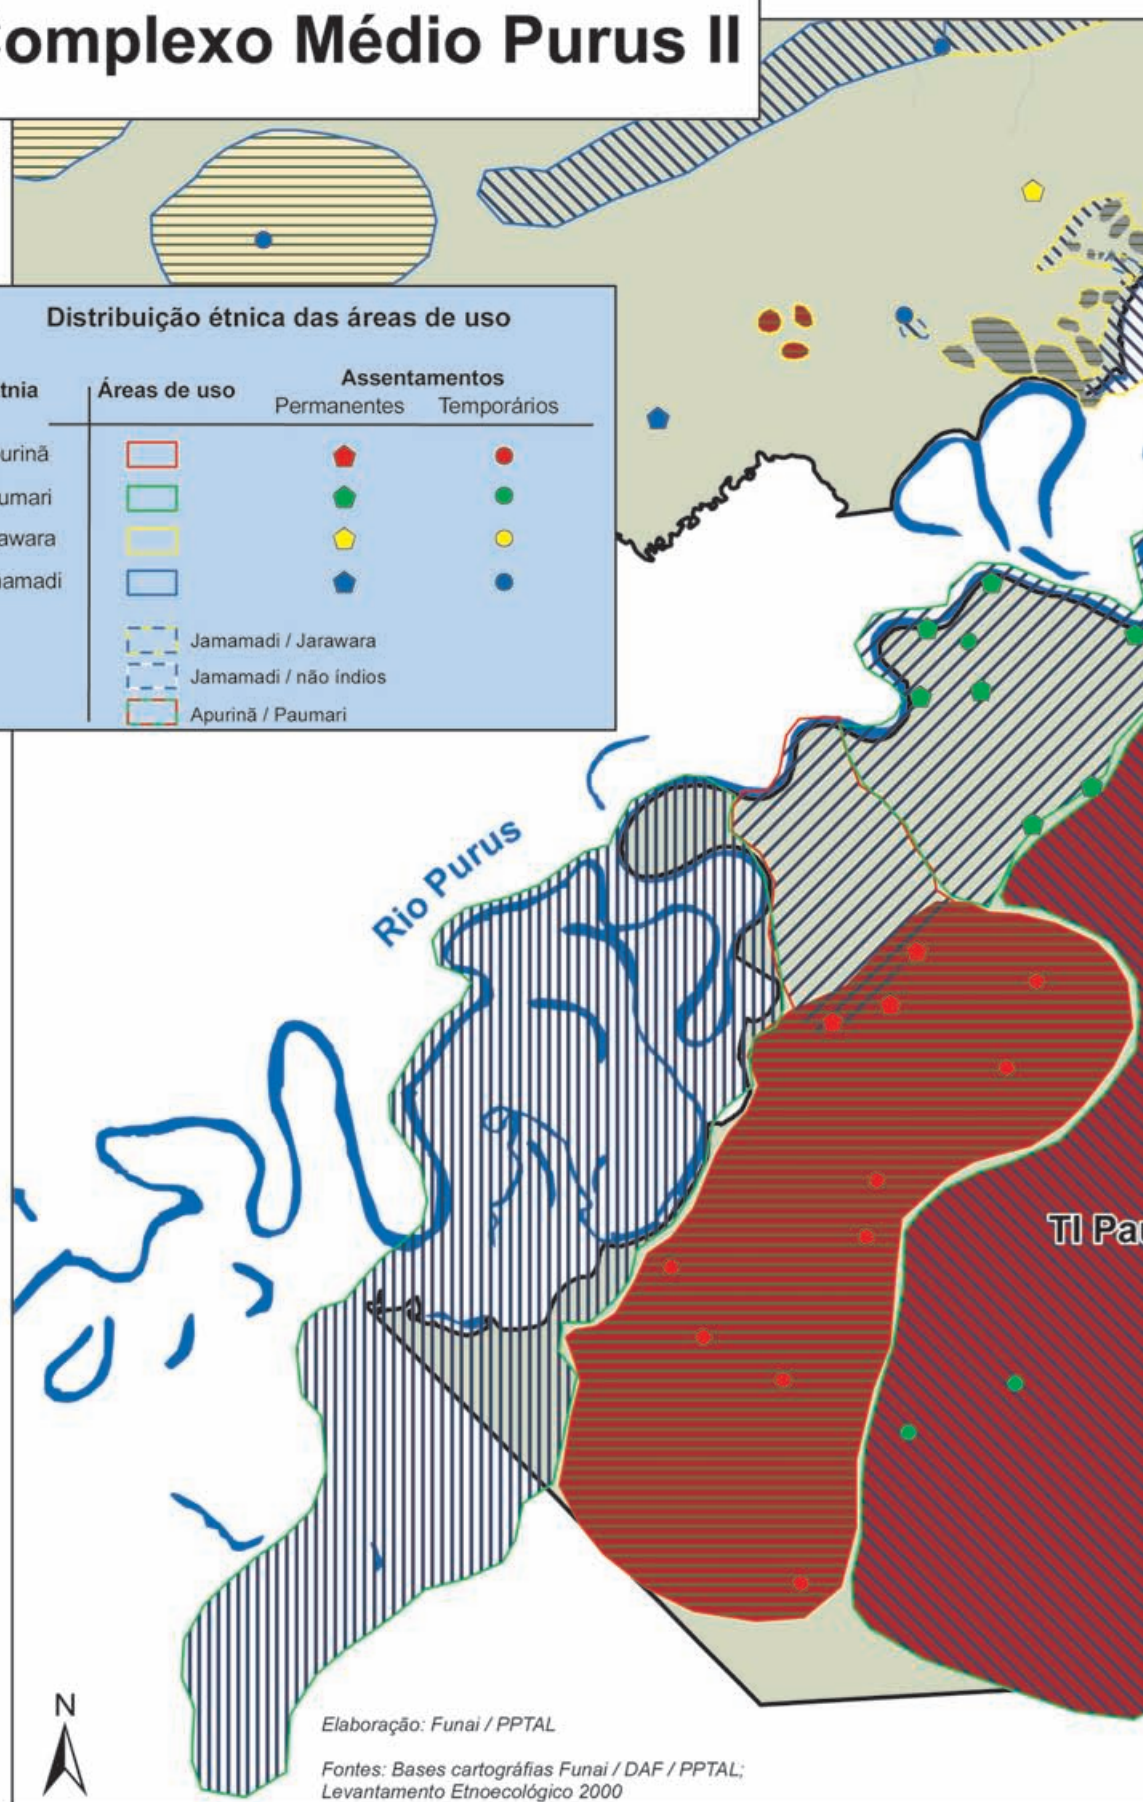 omplexo Médio Purus II
Distribuição étnica das áreas de uso
tnia
Áreas de uso
Assentamentos
Permanentes
Temporários
urinã
umari
awara
amadi
Jamamadi / Jarawara
Jamamadi / não índios
Apurinã / Paumari
Rio Purus
TI Pau
N
Elaboração: Funai / PPTAL
Fontes: Bases cartográfias Funai / DAF / PPTAL;
Levantamento Etnoecológico 2000